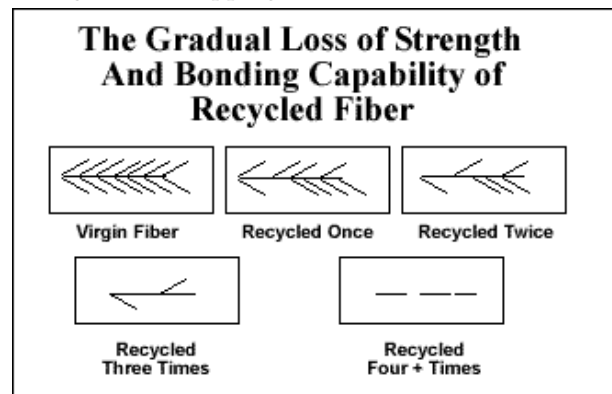 The Gradual Loss of Strength
And Bonding Capability of
Recycled Fiber
Virgin Fiber
Recycled Once
Recycled Twice
Recycled
Three Times
Recycled
Four + Times